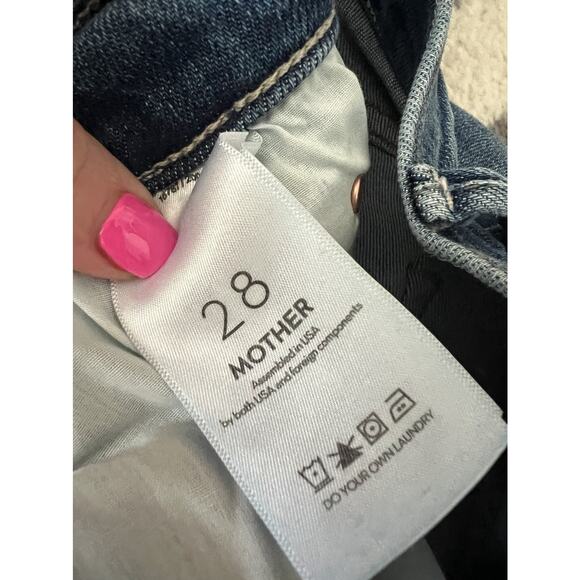 28
MOTHER
Assembled in USA
by both USA and foreign components
DO YOUR OWN LAUNDRY